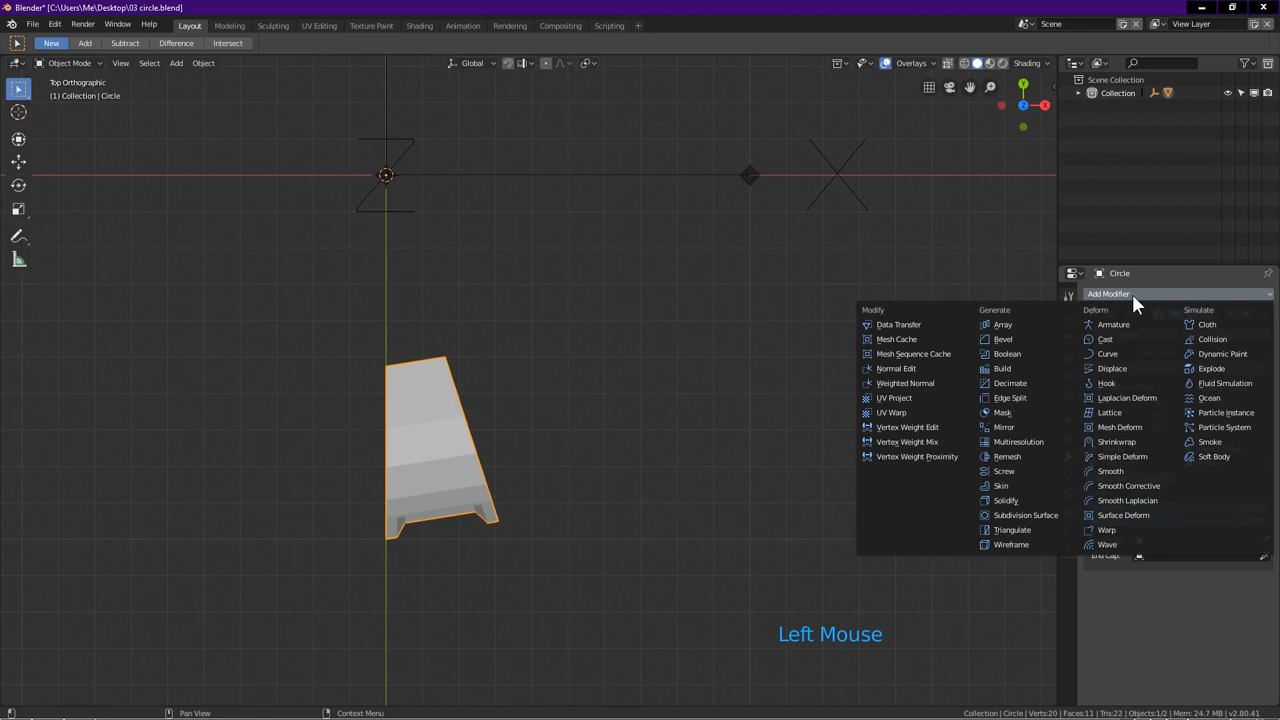 Blender* [C:\Users\Me\Desktop\03 circle.blend]
File Edit Render Window Help Layout Modeling Sculpting UV Editing Texture Paint Shading Animation Rendering Compositing Scripting + Scene View Layer
New Add Subtract Difference Intersect
Object Mode View Select Add Object Global Overlays Shading
Top Orthographic
(1) Collection | Circle
Scene Collection
Collection
Y
Z
X
Z
X
Circle
Add Modifier
Modify Generate Deform Simulate
Data Transfer Array Armature Cloth
Mesh Cache Bevel Cast Collision
Mesh Sequence Cache Boolean Curve Dynamic Paint
Normal Edit Build Displace Explode
Weighted Normal Decimate Hook Fluid Simulation
UV Project Edge Split Laplacian Deform Ocean
UV Warp Mask Lattice Particle Instance
Vertex Weight Edit Mirror Mesh Deform Particle System
Vertex Weight Mix Multiresolution Shrinkwrap Smoke
Vertex Weight Proximity Remesh Simple Deform Soft Body
Screw Smooth
Skin Smooth Corrective
Solidify Smooth Laplacian
Subdivision Surface Surface Deform
Triangulate Warp
Wireframe Wave
End Cap:
Left Mouse
Pan View Context Menu Collection | Circle | Verts:20 | Faces:11 | Tris:22 | Objects:1/2 | Mem: 24.7 MB | v2.80.41